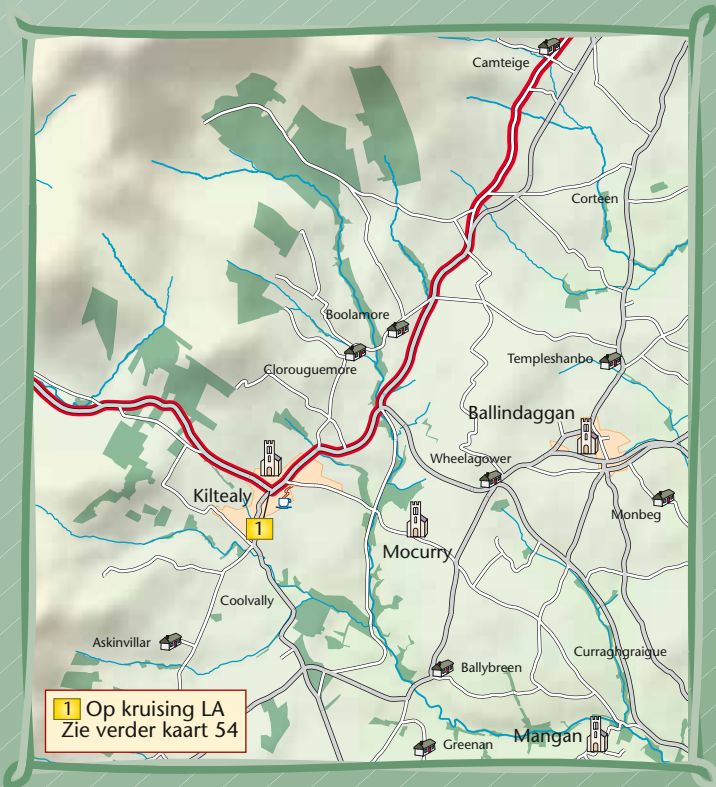 Camteige
Corteen
Boolamore
Clorouguemore
Templeshanbo
Ballindaggan
Wheelagower
Kiltealy
Monbeg
1
Mocurry
Coolvally
Askinvillar
Curraghgraigue
Ballybreen
Mangan
Greenan
1 Op kruising LA
Zie verder kaart 54